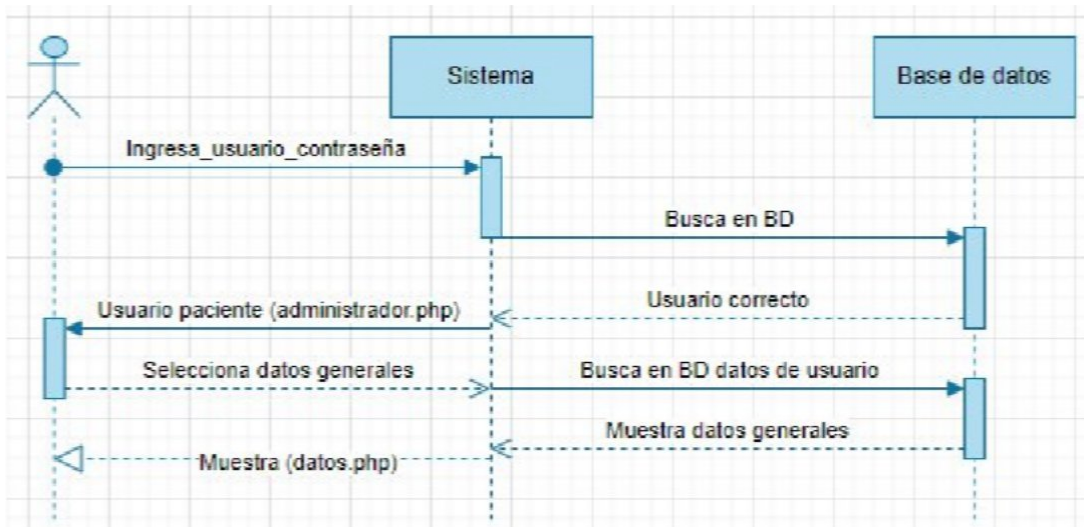 Sistema
Base de datos
Ingresa_usuario_contraseña
Busca en BD
Usuario correcto
Usuario paciente (administrador.php)
Selecciona datos generales
Busca en BD datos de usuario
Muestra datos generales
Muestra (datos.php)